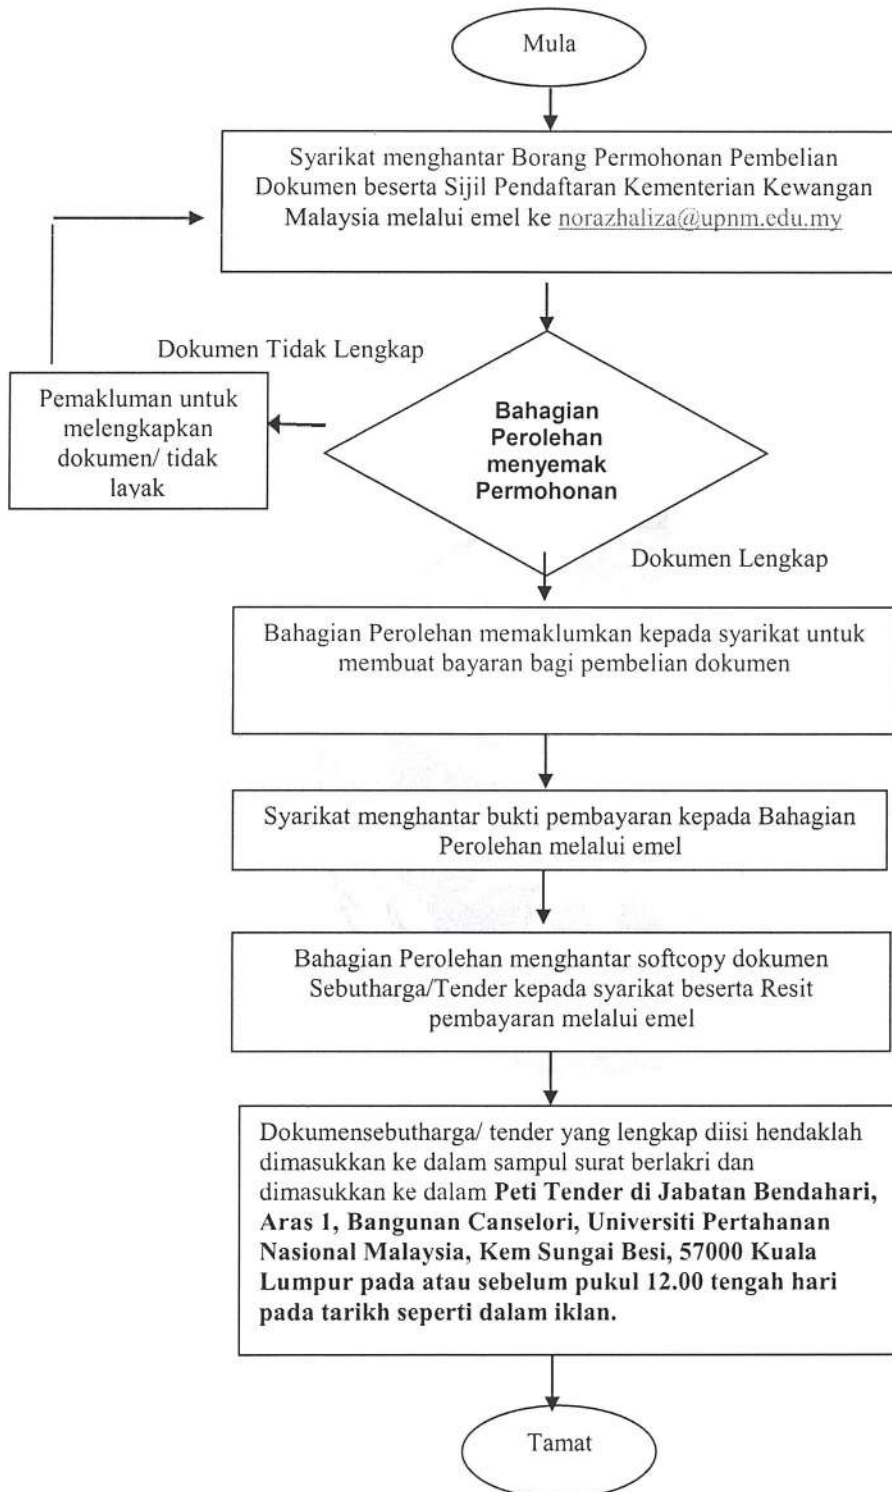 Mula
Syarikat menghantar Borang Permohonan Pembelian
Dokumen beserta Sijil Pendaftaran Kementerian Kewangan
Malaysia melalui emel ke norazhaliza@upnm.edu.my
Dokumen Tidak Lengkap
Pemakluman untuk
melengkapkan
dokumen/ tidak
layak
Bahagian
Perolehan
menyemak
Permohonan
Dokumen Lengkap
Bahagian Perolehan memaklumkan kepada syarikat untuk
membuat bayaran bagi pembelian dokumen
Syarikat menghantar bukti pembayaran kepada Bahagian
Perolehan melalui emel
Bahagian Perolehan menghantar softcopy dokumen
Sebutharga/Tender kepada syarikat beserta Resit
pembayaran melalui emel
Dokumensebutharga/ tender yang lengkap diisi hendaklah
dimasukkan ke dalam sampul surat berlakri dan
dimasukkan ke dalam Peti Tender di Jabatan Bendahari,
Aras 1, Bangunan Canselori, Universiti Pertahanan
Nasional Malaysia, Kem Sungai Besi, 57000 Kuala
Lumpur pada atau sebelum pukul 12.00 tengah hari
pada tarikh seperti dalam iklan.
Tamat